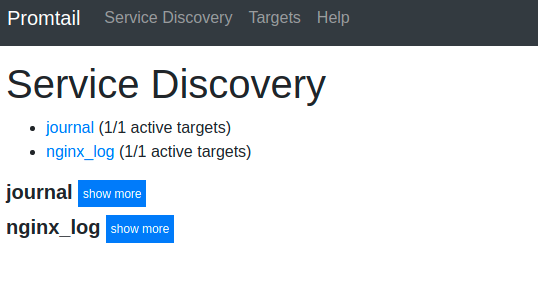 Promtail Service Discovery Targets Help
Service Discovery
journal (1/1 active targets)
nginx_log (1/1 active targets)
journal show more
nginx_log show more